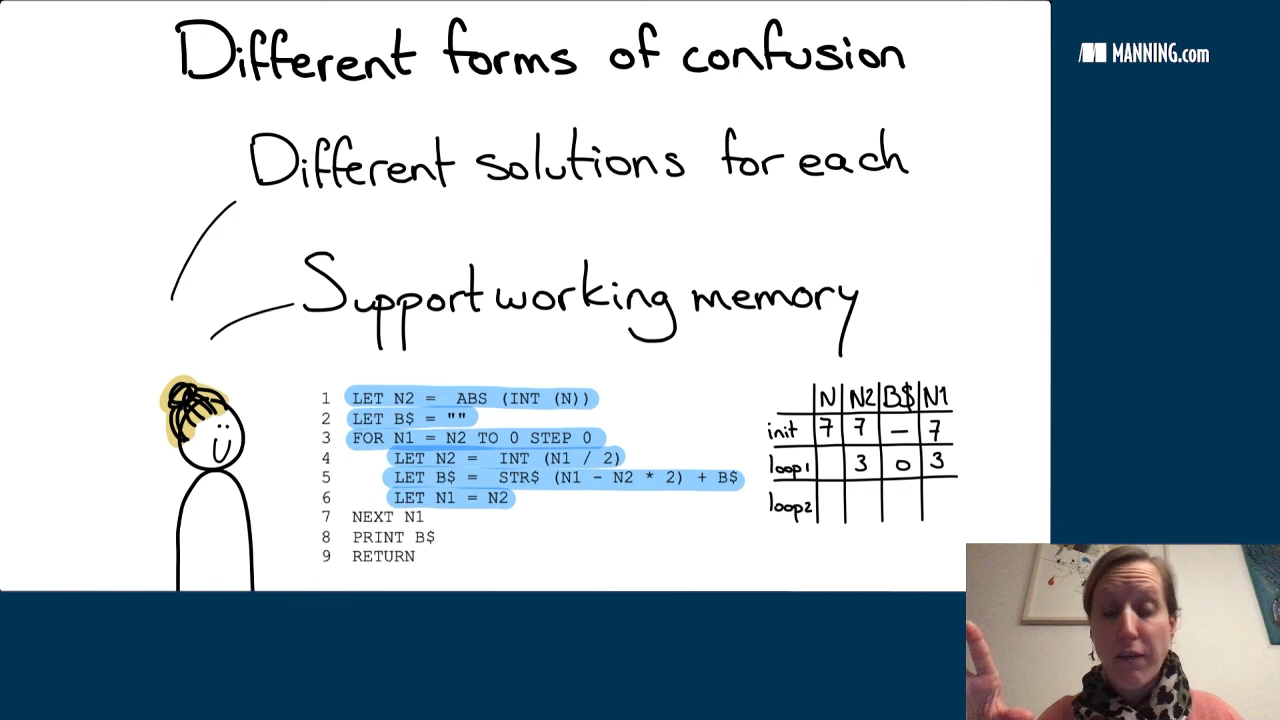 Different forms of confusion
MANNING.com
Different solutions for each
Support working memory
1 LET N2 = ABS (INT (N))
2 LET B$ = ""
3 FOR N1 = N2 TO 0 STEP 0
4 LET N2 = INT (N1 / 2)
5 LET B$ = STR$ (N1 - N2 * 2) + B$
6 LET N1 = N2
7 NEXT N1
8 PRINT B$
9 RETURN
N N2 B$ N1
init 7 7 — 7
loop1 3 0 3
loop2